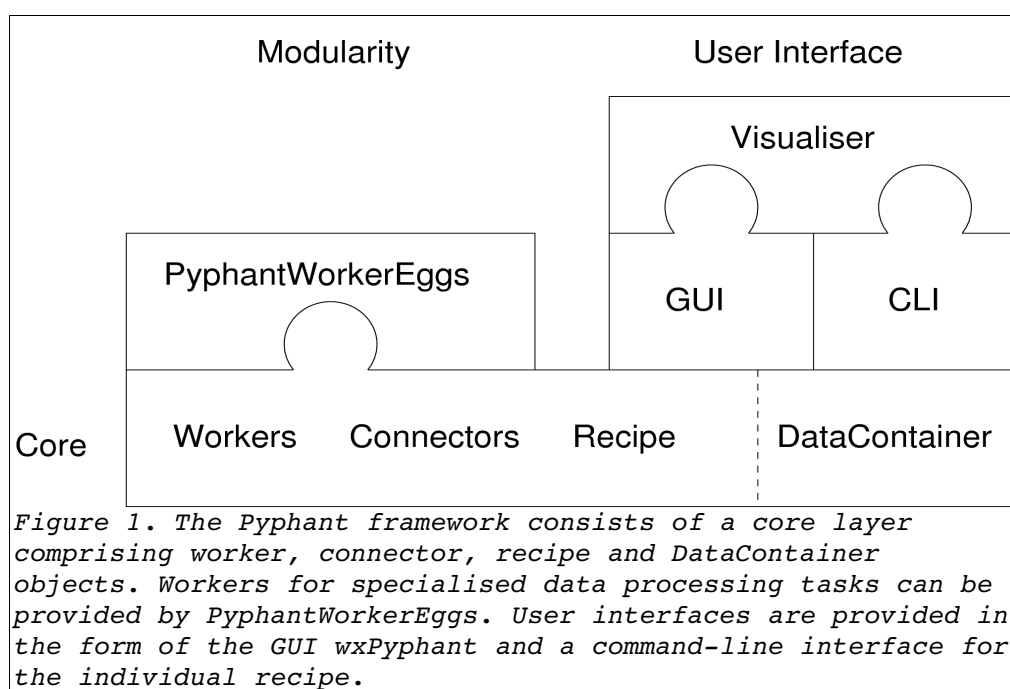 Modularity User Interface
Visualiser
PyphantWorkerEggs
GUI CLI
Core Workers Connectors Recipe DataContainer
Figure 1. The Pyphant framework consists of a core layer
comprising worker, connector, recipe and DataContainer
objects. Workers for specialised data processing tasks can be
provided by PyphantWorkerEggs. User interfaces are provided in
the form of the GUI wxPyphant and a command-line interface for
the individual recipe.